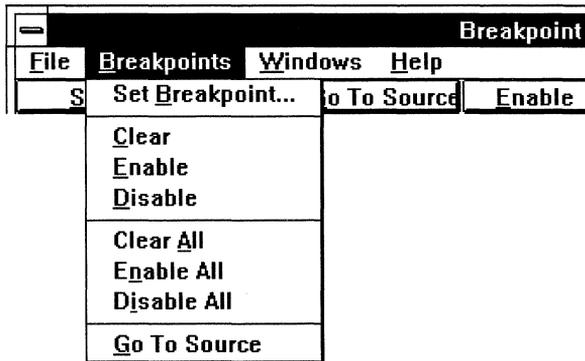 Breakpoint
File Breakpoints Windows Help
S Go To Source Enable
Set Breakpoint...
Clear
Enable
Disable
Clear All
Enable All
Disable All
Go To Source